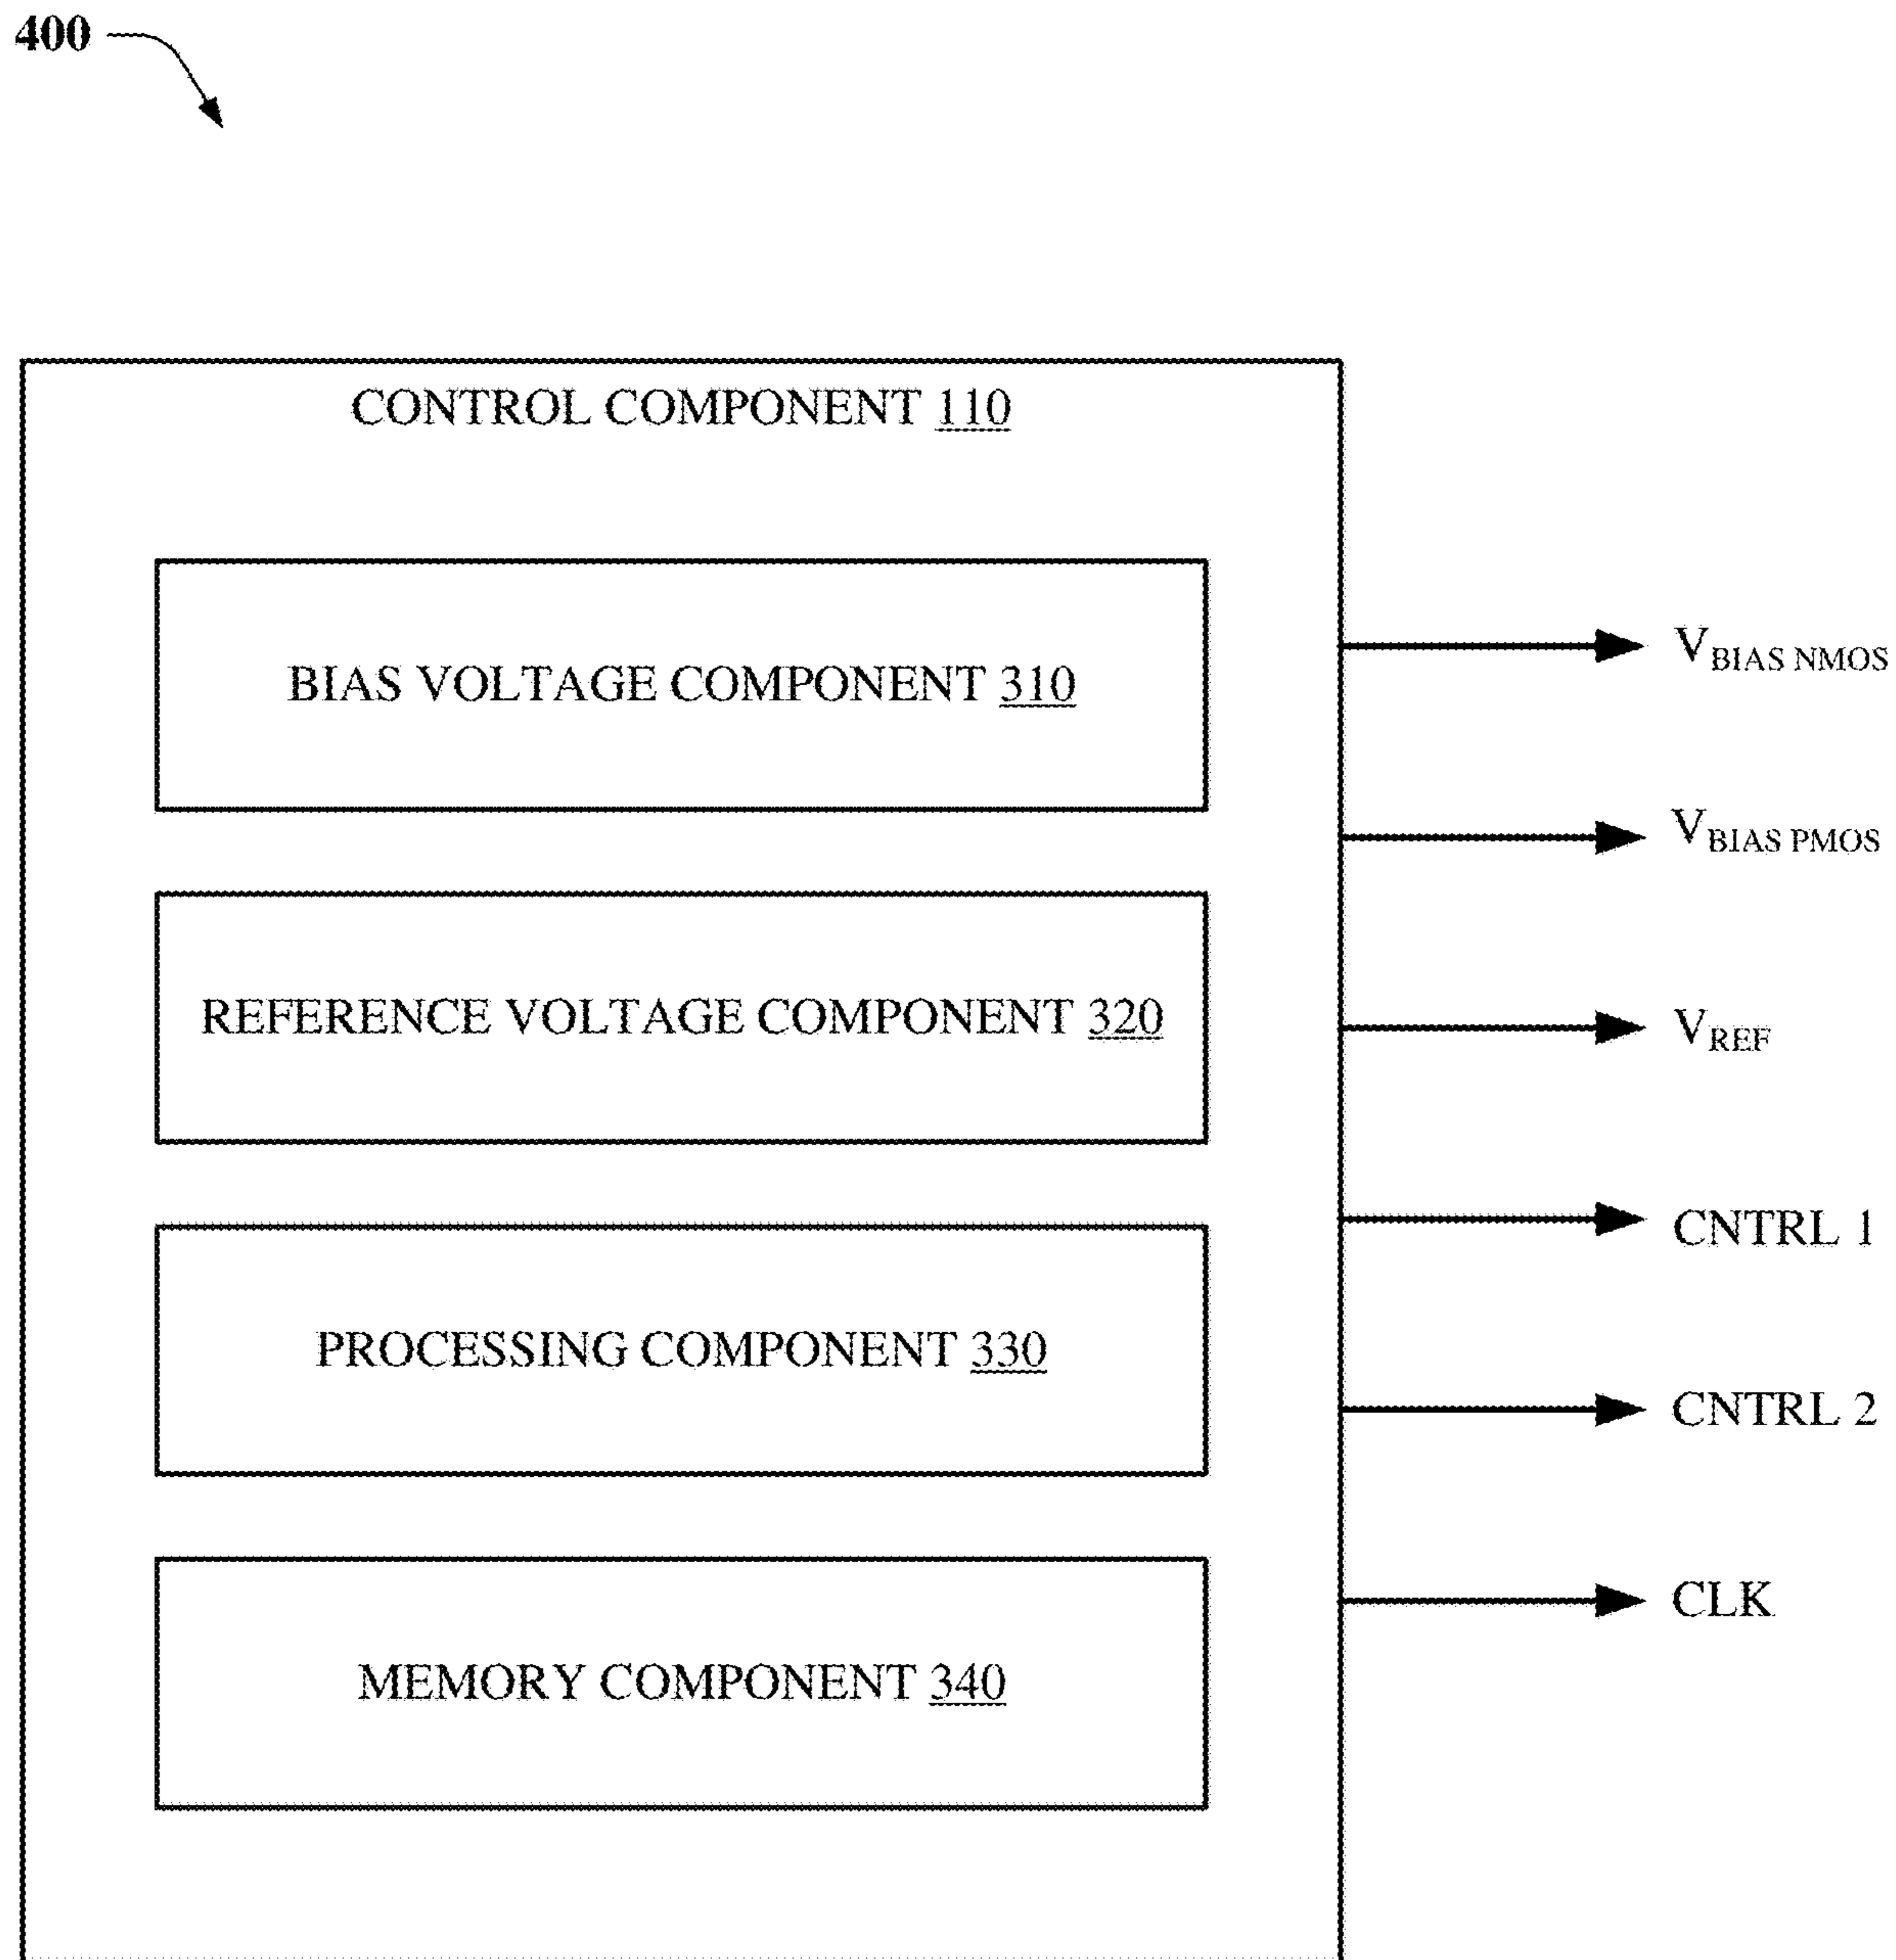 400
CONTROL COMPONENT 110
BIAS VOLTAGE COMPONENT 310
REFERENCE VOLTAGE COMPONENT 320
PROCESSING COMPONENT 330
MEMORY COMPONENT 340
VBIAS NMOS
VBIAS PMOS
VREF
CNTRL 1
CNTRL 2
CLK